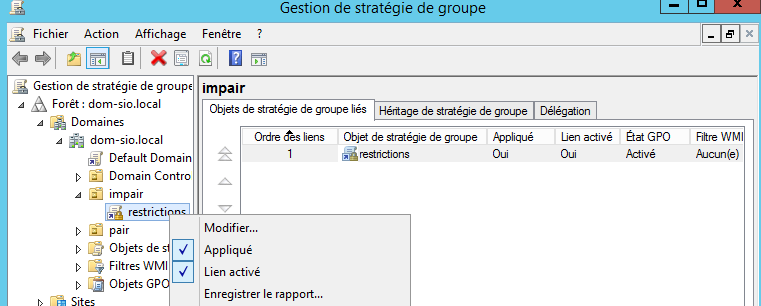 Gestion de stratégie de groupe
Fichier Action Affichage Fenêtre ?
Gestion de stratégie de groupe
Forêt : dom-sio.local
Domaines
dom-sio.local
Default Domain
Domain Contro
impair
restrictions
pair
Objets de st
Filtres WMI
Objets GPO
Sites
impair
Objets de stratégie de groupe liés Héritage de stratégie de groupe Délégation
Ordre des liens Objet de stratégie de groupe Appliqué Lien activé État GPO Filtre WMI
1 restrictions Oui Oui Activé Aucun(e)
Modifier...
Appliqué
Lien activé
Enregistrer le rapport...